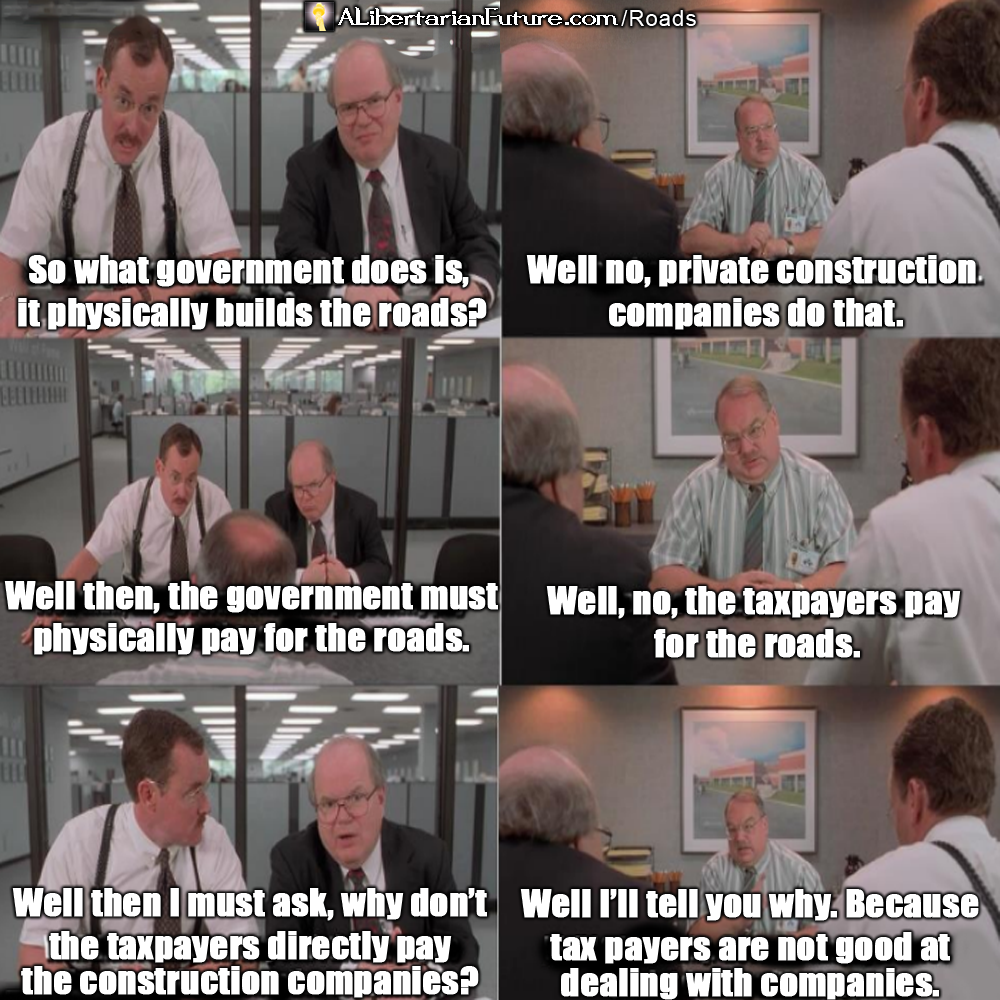 ALibertarianFuture.com/Roads
So what government does is,
it physically builds the roads?
Well no, private construction
companies do that.
Well then, the government must
physically pay for the roads.
Well, no, the taxpayers pay
for the roads.
Well then I must ask, why don't
the taxpayers directly pay
the construction companies?
Well I'll tell you why. Because
tax payers are not good at
dealing with companies.